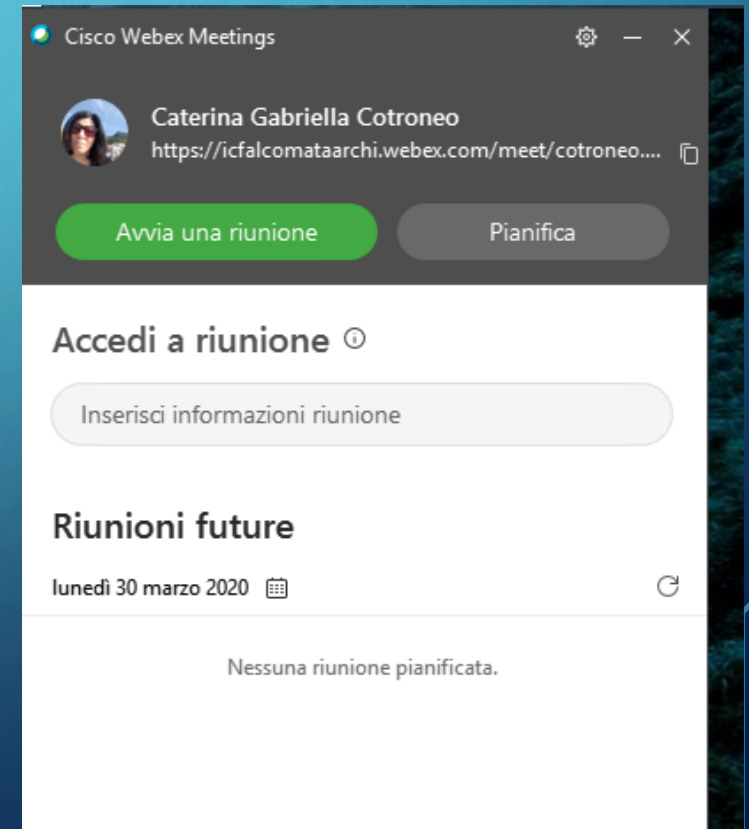 Cisco Webex Meetings
Caterina Gabriella Cotroneo
https://icfalcomataarchi.webex.com/meet/cotroneo....
Avvia una riunione
Pianifica
Accedi a riunione
Inserisci informazioni riunione
Riunioni future
lunedì 30 marzo 2020
Nessuna riunione pianificata.